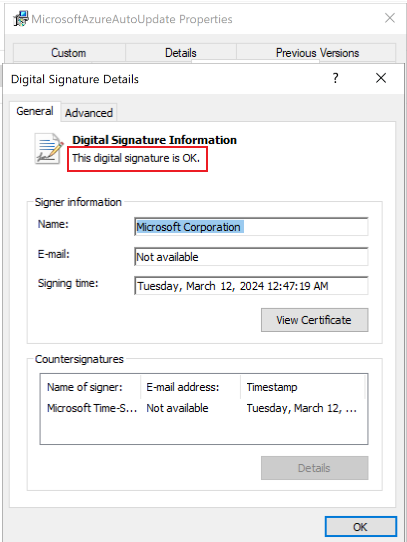 MicrosoftAzureAutoUpdate Properties
Custom Details Previous Versions
Digital Signature Details
General Advanced
Digital Signature Information
This digital signature is OK.
Signer information
Name: Microsoft Corporation
E-mail: Not available
Signing time: Tuesday, March 12, 2024 12:47:19 AM
View Certificate
Countersignatures
Name of signer: E-mail address: Timestamp
Microsoft Time-S... Not available Tuesday, March 12, ...
Details
OK